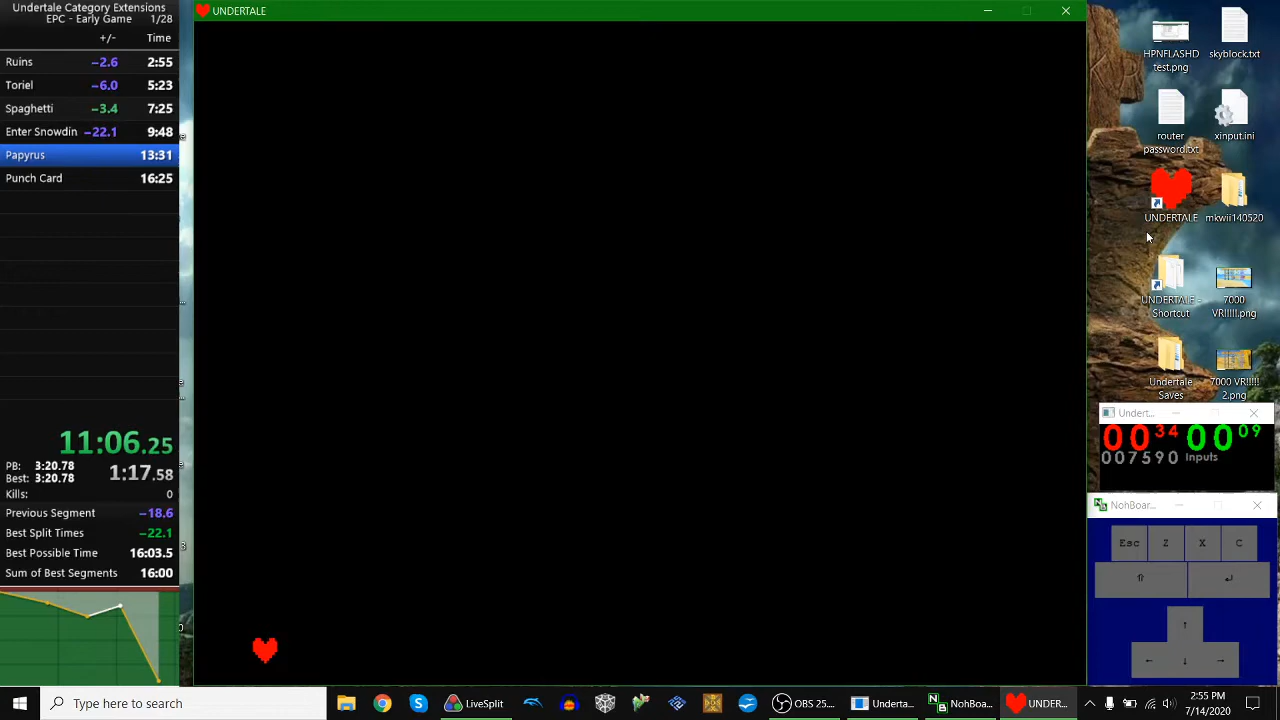 Undertale Category Extensions
EPC - Geno 1/28
+/- Time
Ruins −2.6 2:55
Toriel −6.0 5:23
Spaghetti −3.4 7:25
Enter Snowdin −22.1 9:48
Papyrus 13:31
Punch Card 16:25
11:06.25
PB: 3:20.78
Best: 3:20.78
1:17.58
Kills: 0
Previous Segment −18.6
Best Split Times −22.1
Best Possible Time 16:03.5
Sum of Best Segments 16:00
UNDERTALE
HPNFLASHD
test.png
skyblock.txt
router
password.txt
xinput.ini
UNDERTALE
mkwii140520
UNDERTALE -
Shortcut
7000
VR!!!!!.png
Undertale
Saves
7000 VR!!!!!
2.png
Undert...
00 34 00 09
007590 Inputs
NohBoar...
Esc Z X C
⇧ ↲
↑
← ↓ →
Type here to search
LiveSplit
OBS 25....
Underta...
NohBoa...
UNDER...
2:55 PM
7/14/2020